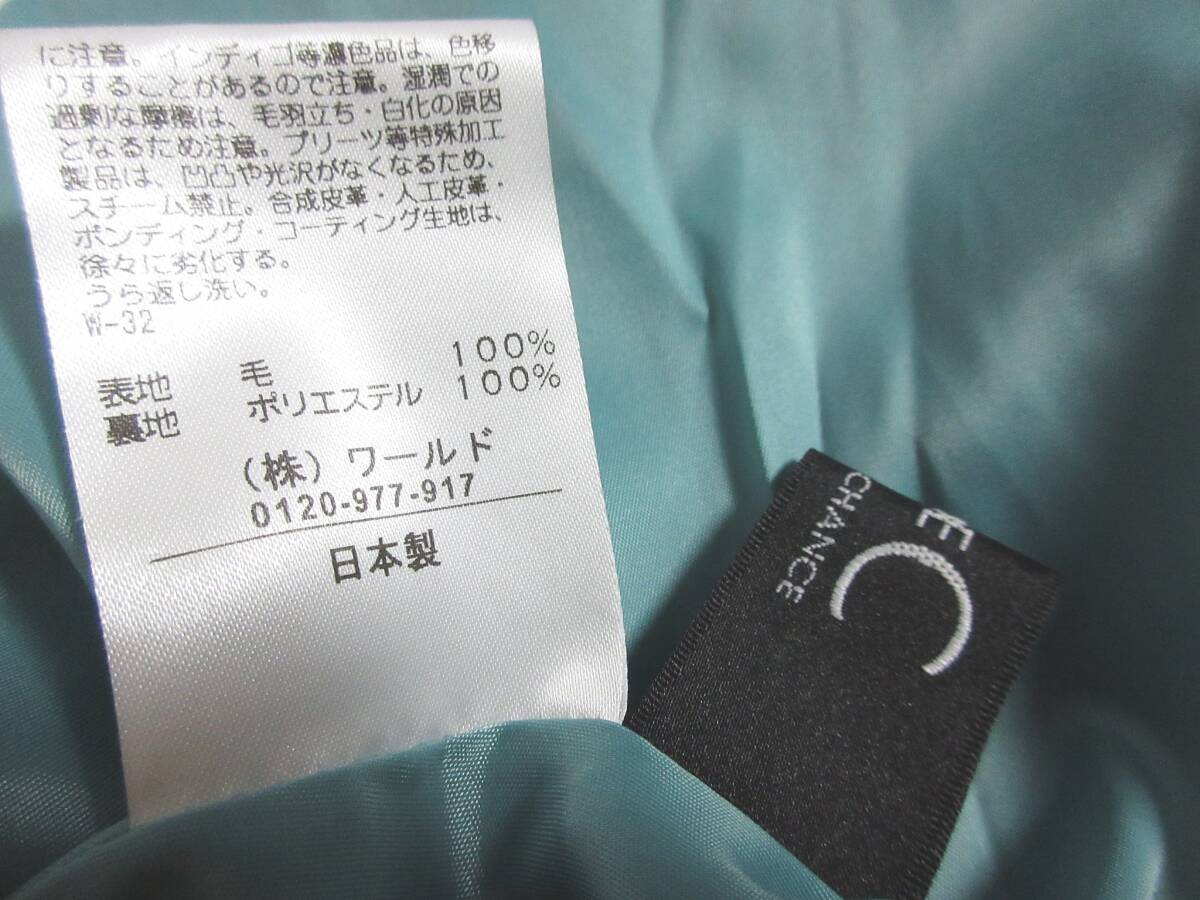 に注意。インディゴ等濃色品は、色移
りすることがあるので注意。湿潤での
過剰な摩擦は、毛羽立ち・白化の原因
となるため注意。プリーツ等特殊加工
製品は、凹凸や光沢がなくなるため、
スチーム禁止。合成皮革・人工皮革・
ボンディング・コーティング生地は、
徐々に劣化する。
うら返し洗い。
W-32
表地 毛 100%
裏地 ポリエステル 100%
(株) ワールド
0120-977-917
日本製
CHANCE
C